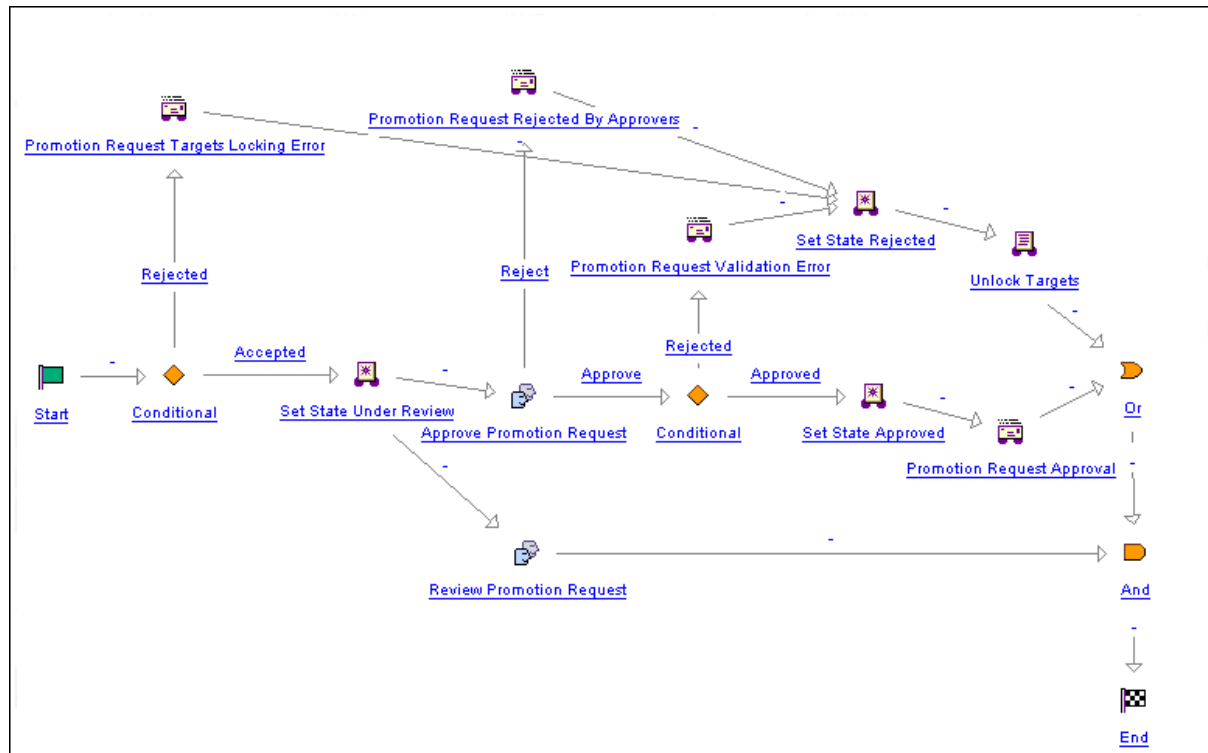 Promotion Request Rejected By Approvers
-
Promotion Request Targets Locking Error
-
-
-
Set State Rejected
Rejected
Reject
Promotion Request Validation Error
Unlock Targets
-
Rejected
-
Accepted
-
Approve
Approved
-
-
Start
Conditional
Set State Under Review
Approve Promotion Request
Conditional
Set State Approved
Or
-
Promotion Request Approval
-
-
Review Promotion Request
And
-
End